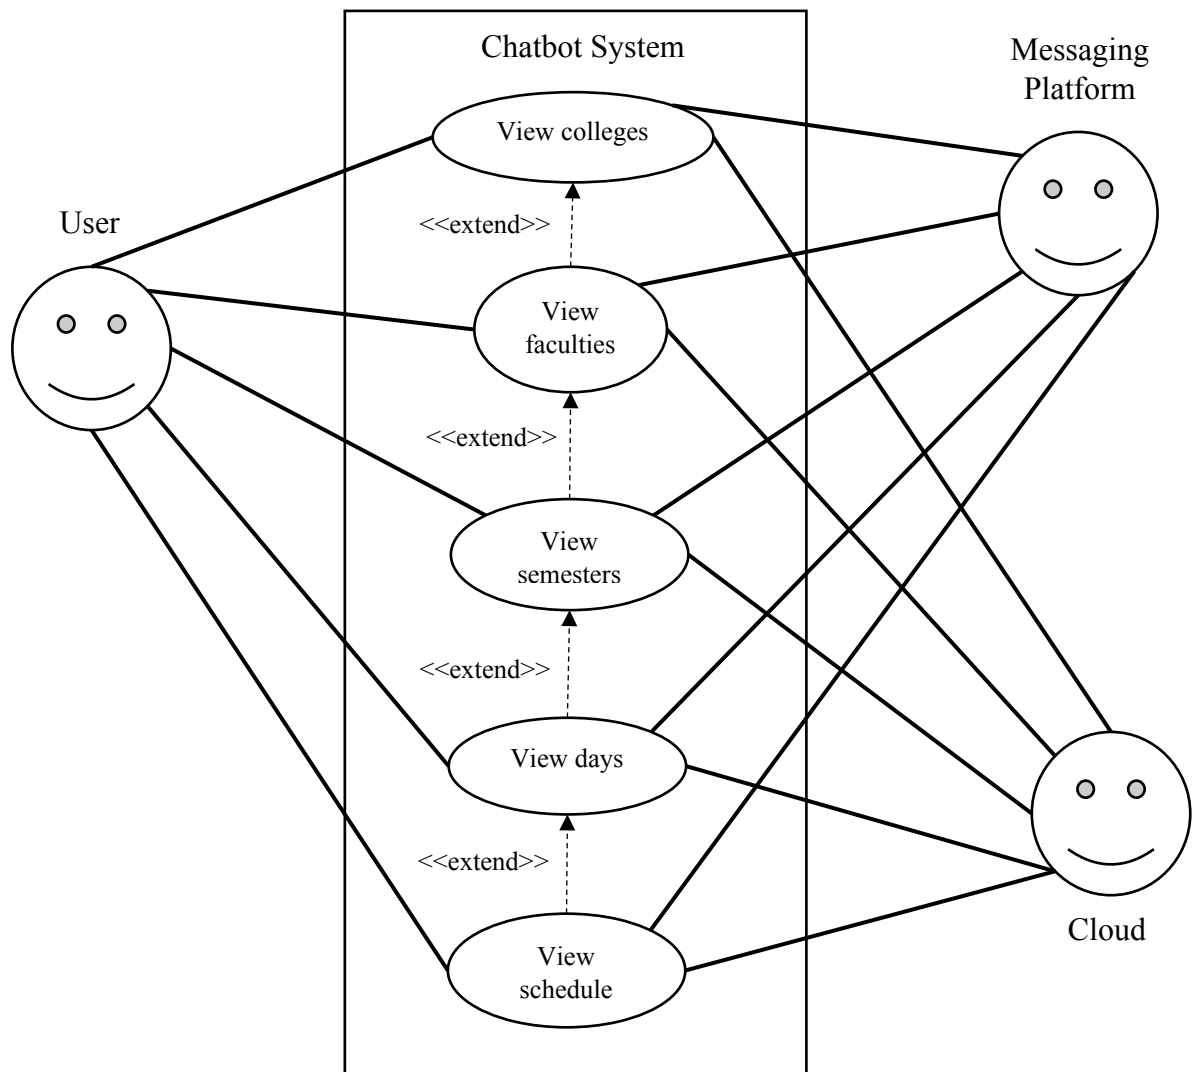 Chatbot System
Messaging
Platform
View colleges
User
<<extend>>
View
faculties
<<extend>>
View
semesters
<<extend>>
View days
<<extend>>
Cloud
View
schedule